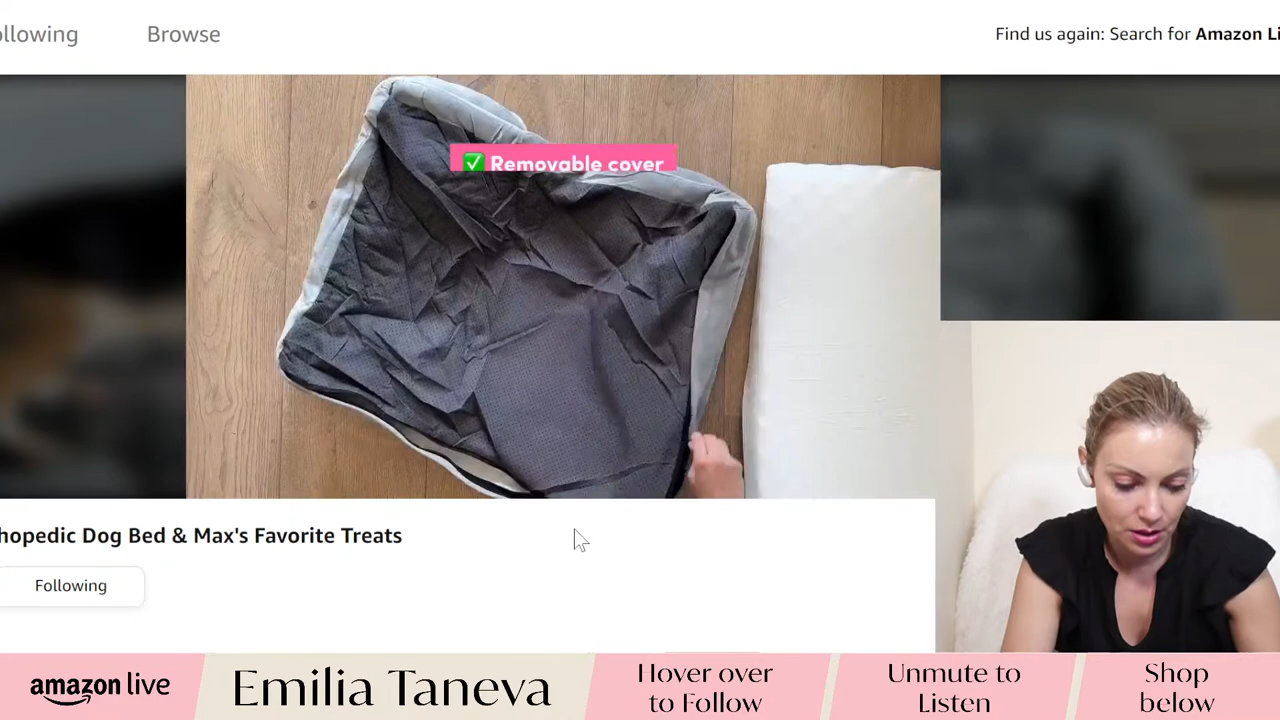 ollowing
Browse
Find us again: Search for Amazon Li
✅ Removable cover
hopedic Dog Bed & Max's Favorite Treats
Following
amazon live
Emilia Taneva
Hover over
to Follow
Unmute to
Listen
Shop
below